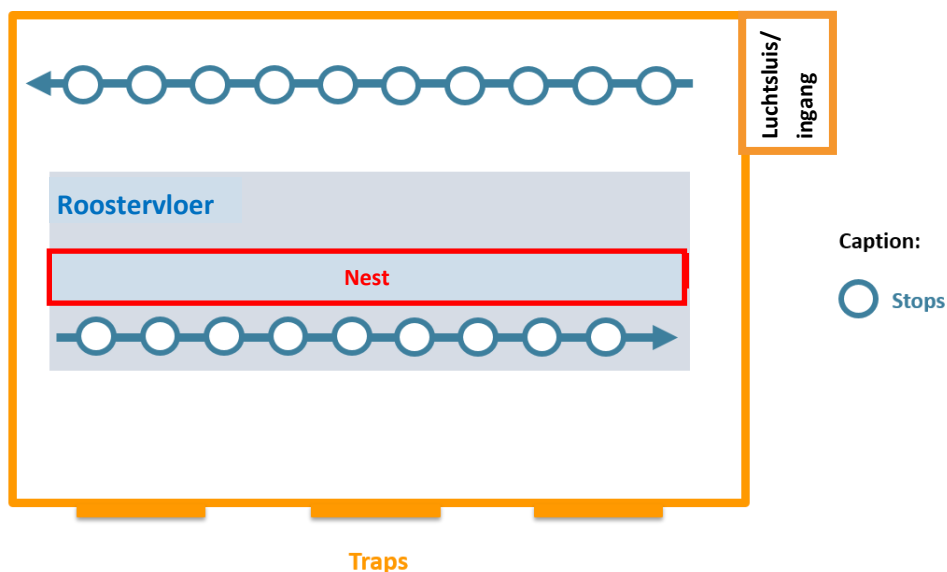 Luchtsluis/
ingang
Roostervloer
Nest
Caption:
Stops
Traps